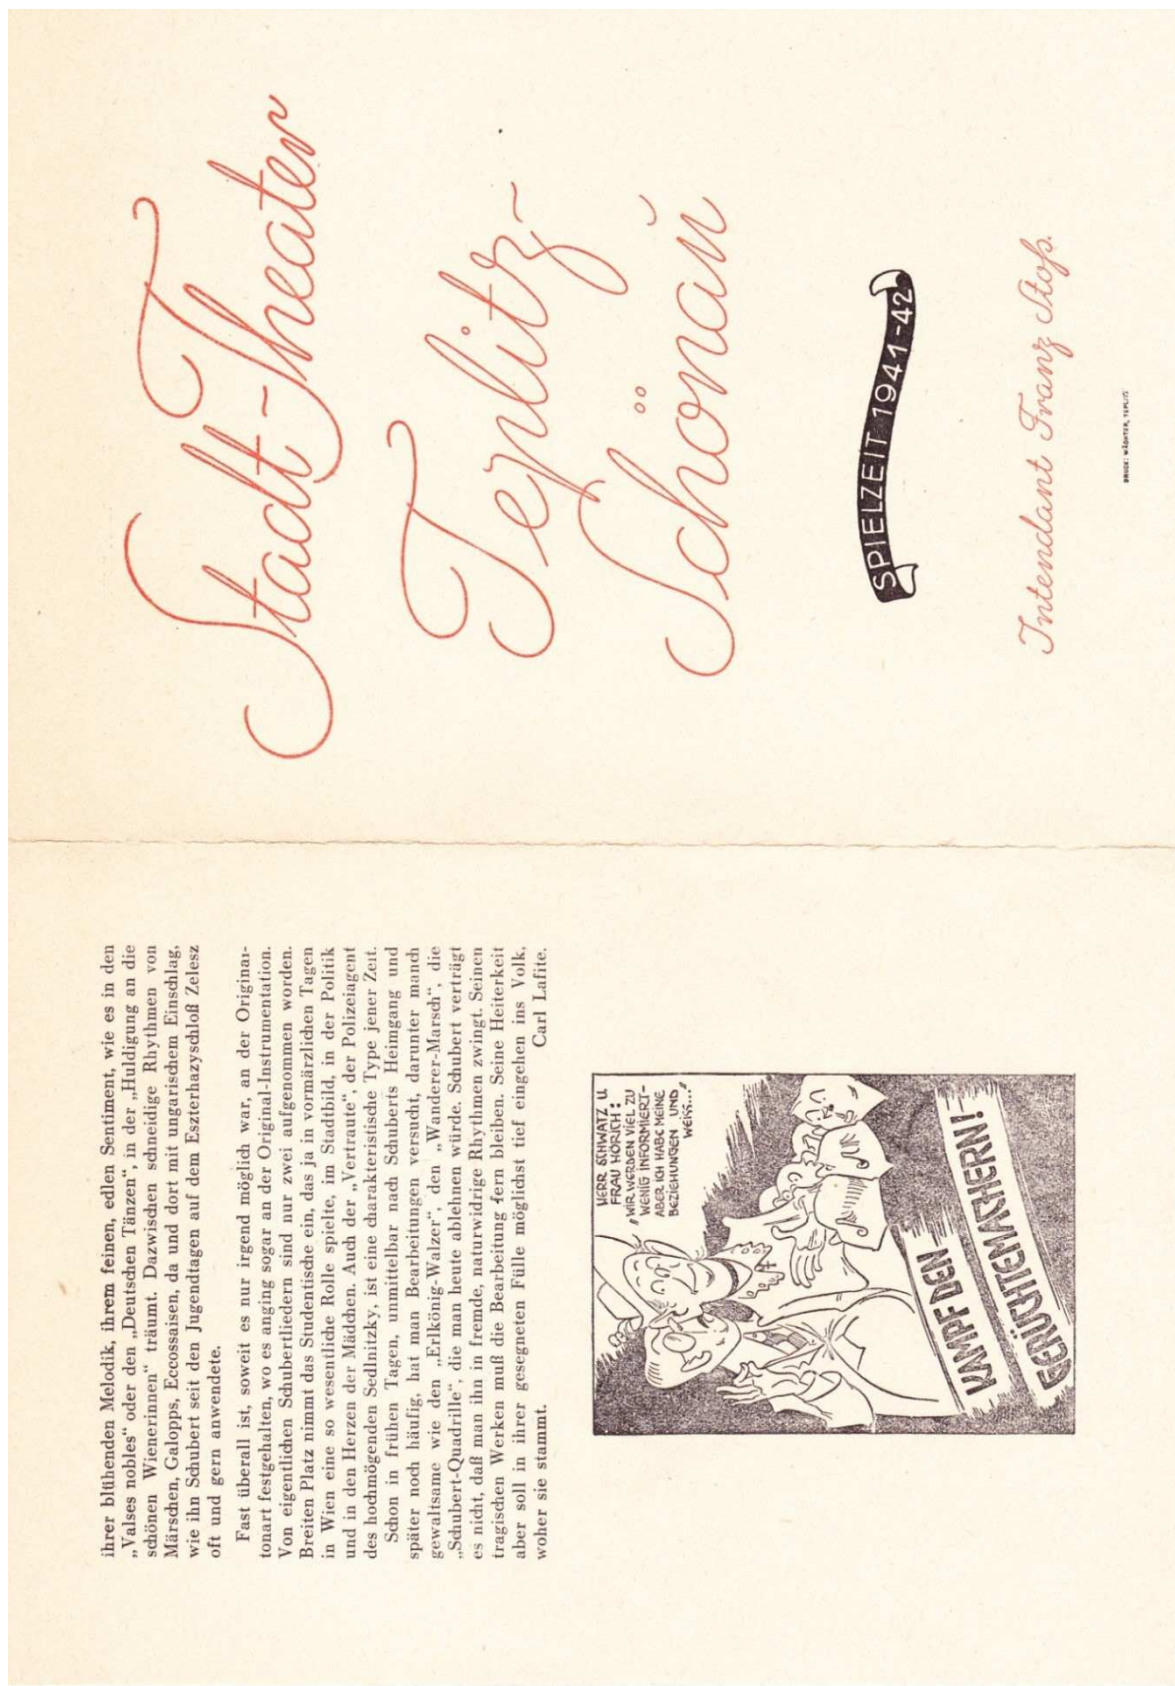 ihrer blühenden Melodik, ihrem feinen, edlen Sentiment, wie es in den
„Valses nobles“ oder den „Deutschen Tänzen“, in der „Huldigung an die
schönen Wienerinnen“ träumt. Dazwischen schneidige Rhythmen von
Märschen, Galopps, Eccossaisen, da und dort mit ungarischem Einschlag,
wie ihn Schubert seit den Jugendtagen auf dem Eszterhazyschloß Zelesz
oft und gern anwendete.
Fast überall ist, soweit es nur irgend möglich war, an der Original-
tonart festgehalten, wo es anging sogar an der Original-Instrumentation.
Von eigentlichen Schubertliedern sind nur zwei aufgenommen worden.
Breiten Platz nimmt das Studentische ein, das ja in vormärzlichen Tagen
in Wien eine so wesentliche Rolle spielte, im Stadtbild, in der Politik
und in den Herzen der Mädchen. Auch der „Vertraute“, der Polizeiagent
des hochmögenden Sedlnitzky, ist eine charakteristische Type jener Zeit.
Schon in frühen Tagen, unmittelbar nach Schuberts Heimgang und
später noch häufig, hat man Bearbeitungen versucht, darunter manch
gewaltsame wie den „Erlkönig-Walzer“, den „Wanderer-Marsch“, die
„Schubert-Quadrille“, die man heute ablehnen würde. Schubert verträgt
es nicht, daß man ihn in fremde, naturwidrige Rhythmen zwingt. Seinen
tragischen Werken muß die Bearbeitung fern bleiben. Seine Heiterkeit
aber soll in ihrer gesegneten Fülle möglichst tief eingehen ins Volk,
woher sie stammt.
Carl Lafite.
HERR SCHWATZ U.
FRAU HÖRICH:
„WIR WERDEN VIEL ZU
WENIG INFORMIERT–
ABER ICH HABE MEINE
BEZIEHUNGEN UND
WEISS...“
KAMPF DEN
GERÜCHTEMACHERN!
Stadt-Theater
Teplitz-
Schönau
SPIELZEIT 1941-42
Intendant Franz Stoß.
DRUCK: WÄCHTER, TEPLITZ